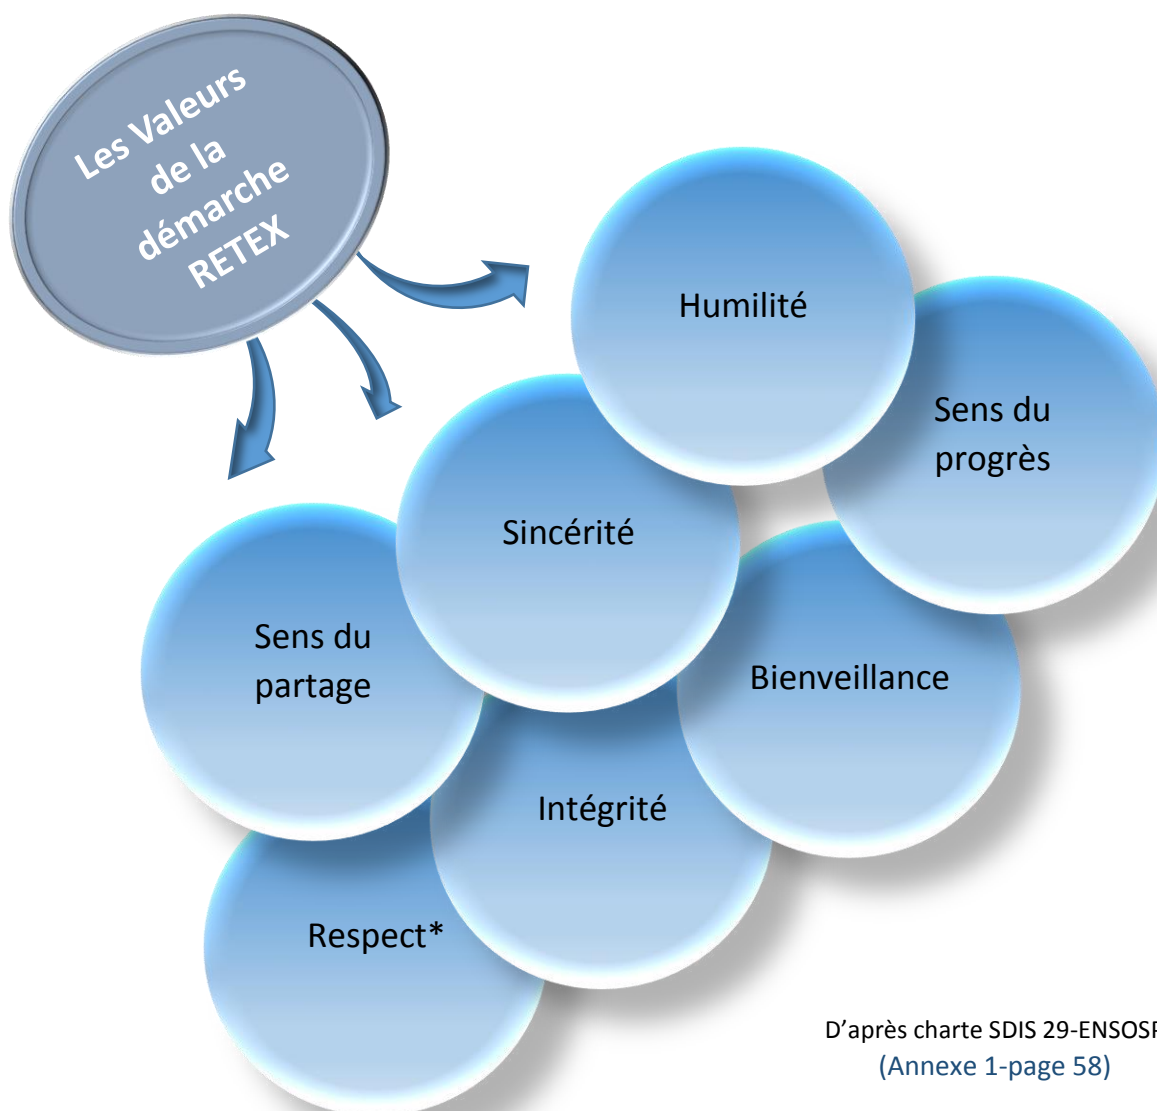 Les Valeurs
de la
démarche
RETEX
Humilité
Sens du
progrès
Sincérité
Sens du
partage
Bienveillance
Intégrité
Respect*
D’après charte SDIS 29-ENSOSP
(Annexe 1-page 58)